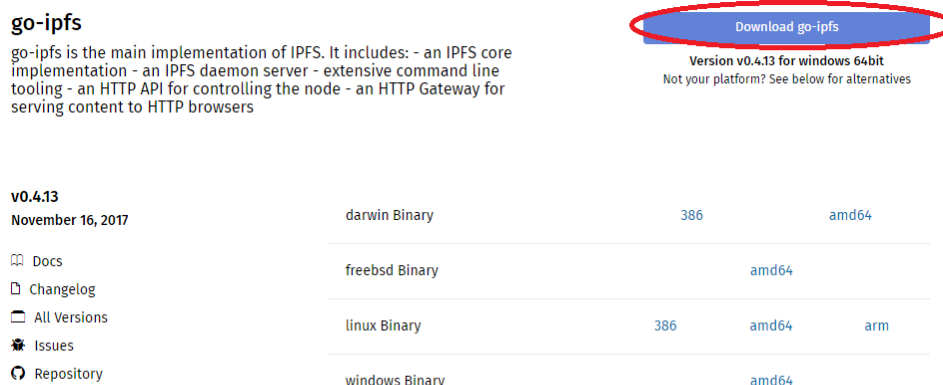 go-ipfs
go-ipfs is the main implementation of IPFS. It includes: - an IPFS core
implementation - an IPFS daemon server - extensive command line
tooling - an HTTP API for controlling the node - an HTTP Gateway for
serving content to HTTP browsers
Download go-ipfs
Version v0.4.13 for windows 64bit
Not your platform? See below for alternatives
v0.4.13
November 16, 2017
Docs
Changelog
All Versions
Issues
Repository
darwin Binary 386 amd64
freebsd Binary amd64
linux Binary 386 amd64 arm
windows Binary amd64